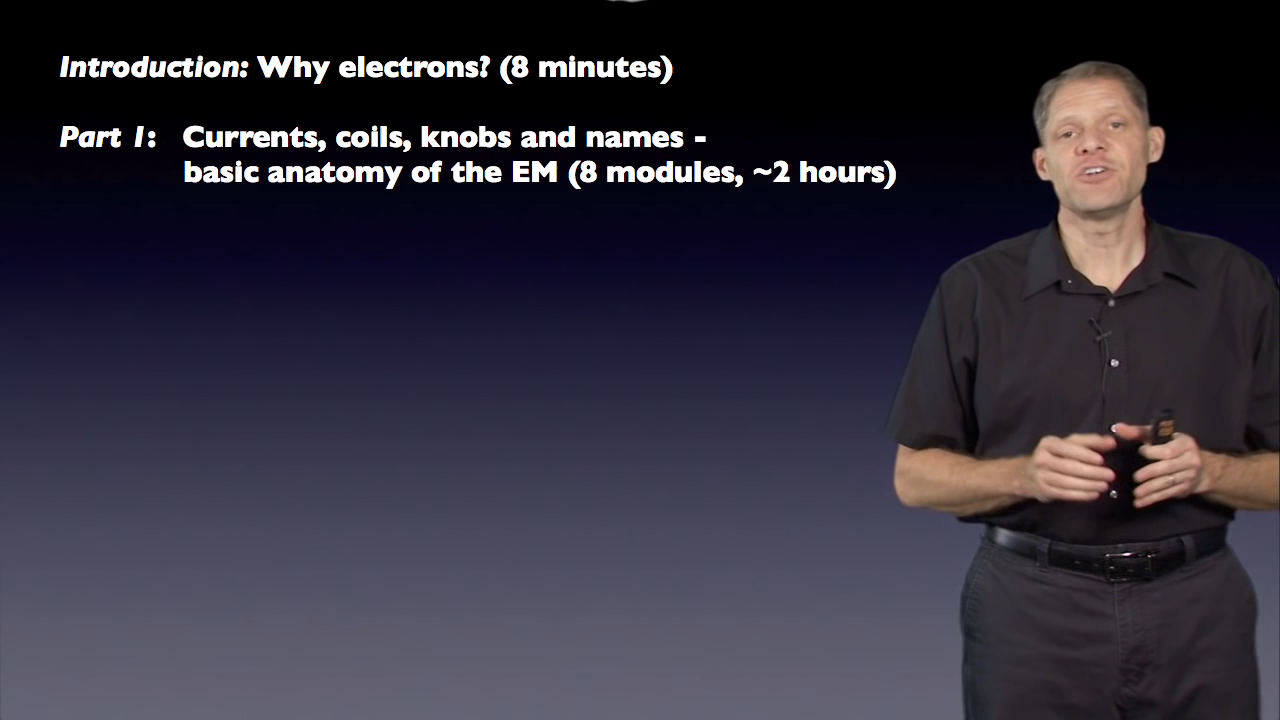 Introduction: Why electrons? (8 minutes)
Part 1: Currents, coils, knobs and names -
basic anatomy of the EM (8 modules, ~2 hours)